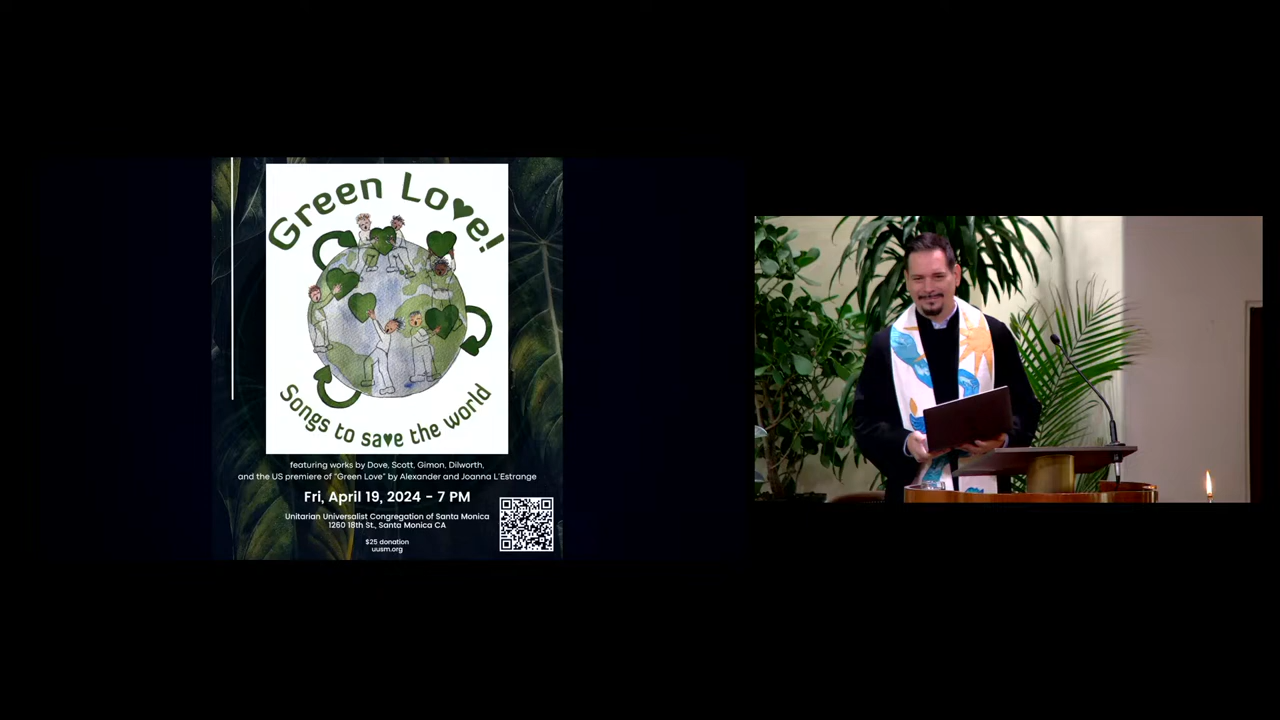 Green Lo♥e!
Songs to sa♥e the world
featuring works by Dove, Scott, Gimon, Dilworth,
and the US premiere of "Green Love" by Alexander and Joanna L'Estrange
Fri, April 19, 2024 - 7 PM
Unitarian Universalist Congregation of Santa Monica
1260 18th St., Santa Monica CA
$25 donation
uusm.org